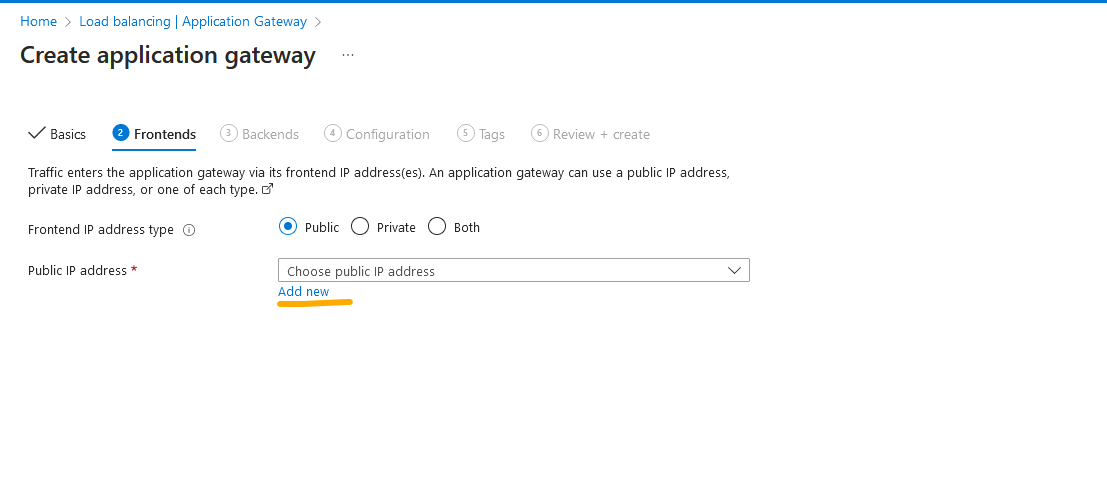 Home > Load balancing | Application Gateway >
Create application gateway ...
Basics 2 Frontends 3 Backends 4 Configuration 5 Tags 6 Review + create
Traffic enters the application gateway via its frontend IP address(es). An application gateway can use a public IP address,
private IP address, or one of each type.
Frontend IP address type Public Private Both
Public IP address * Choose public IP address
Add new